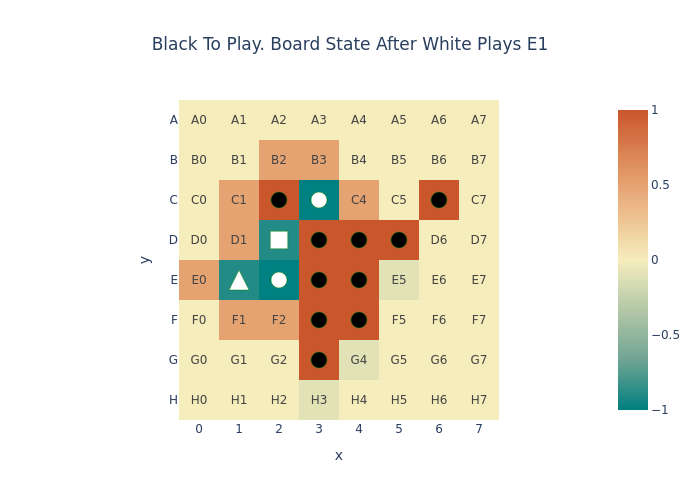 Black To Play. Board State After White Plays E1
A A0 A1 A2 A3 A4 A5 A6 A7
B B0 B1 B2 B3 B4 B5 B6 B7
C C0 C1 C4 C5 C7
D D0 D1 D6 D7
E E0 E5 E6 E7
F F0 F1 F2 F5 F6 F7
G G0 G1 G2 G4 G5 G6 G7
H H0 H1 H2 H3 H4 H5 H6 H7
0 1 2 3 4 5 6 7
x
y
1
0.5
0
−0.5
−1